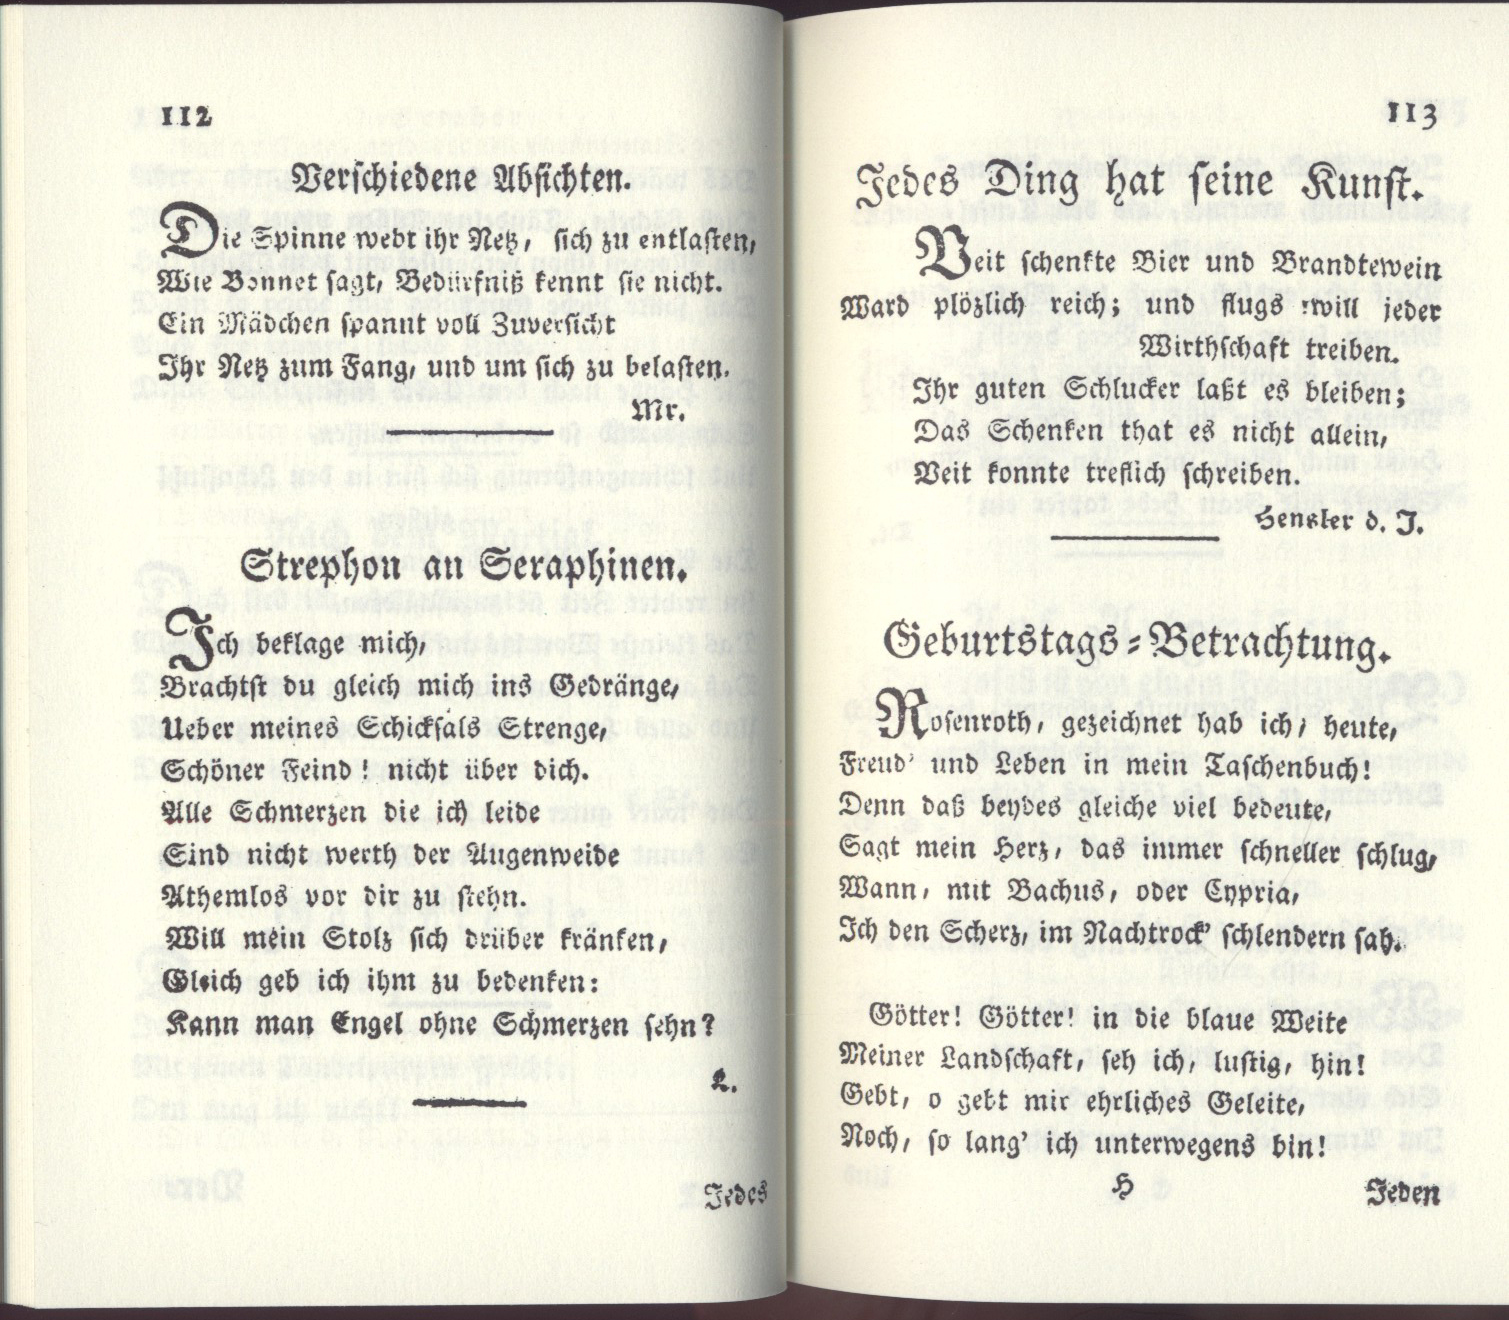 112
Verschiedene Absichten.
Die Spinne webt ihr Netz, sich zu entlasten,
Wie Bonnet sagt, Bedürfniß kennt sie nicht.
Ein Mädchen spannt voll Zuversicht
Ihr Netz zum Fang, und um sich zu belasten.
Mr.
Strephon an Seraphinen.
Ich beklage mich,
Brachtst du gleich mich ins Gedränge,
Ueber meines Schicksals Strenge,
Schöner Feind! nicht über dich.
Alle Schmerzen die ich leide
Sind nicht werth der Augenweide
Athemlos vor dir zu stehn.
Will mein Stolz sich drüber kränken,
Gleich geb ich ihm zu bedenken:
Kann man Engel ohne Schmerzen sehn?
L.
Jedes
113
Jedes Ding hat seine Kunst.
Veit schenkte Bier und Brandtewein
Ward plözlich reich; und flugs will jeder
Wirthschaft treiben.
Ihr guten Schlucker laßt es bleiben;
Das Schenken that es nicht allein,
Veit konnte treflich schreiben.
Hensler d. J.
Geburtstags-Betrachtung.
Rosenroth, gezeichnet hab ich, heute,
Freud' und Leben in mein Taschenbuch!
Denn daß beydes gleiche viel bedeute,
Sagt mein Herz, das immer schneller schlug,
Wann, mit Bachus, oder Cypria,
Ich den Scherz, im Nachtrock' schlendern sah.
Götter! Götter! in die blaue Weite
Meiner Landschaft, seh ich, lustig, hin!
Gebt, o gebt mir ehrliches Geleite,
Noch, so lang' ich unterwegens bin!
H
Jeden